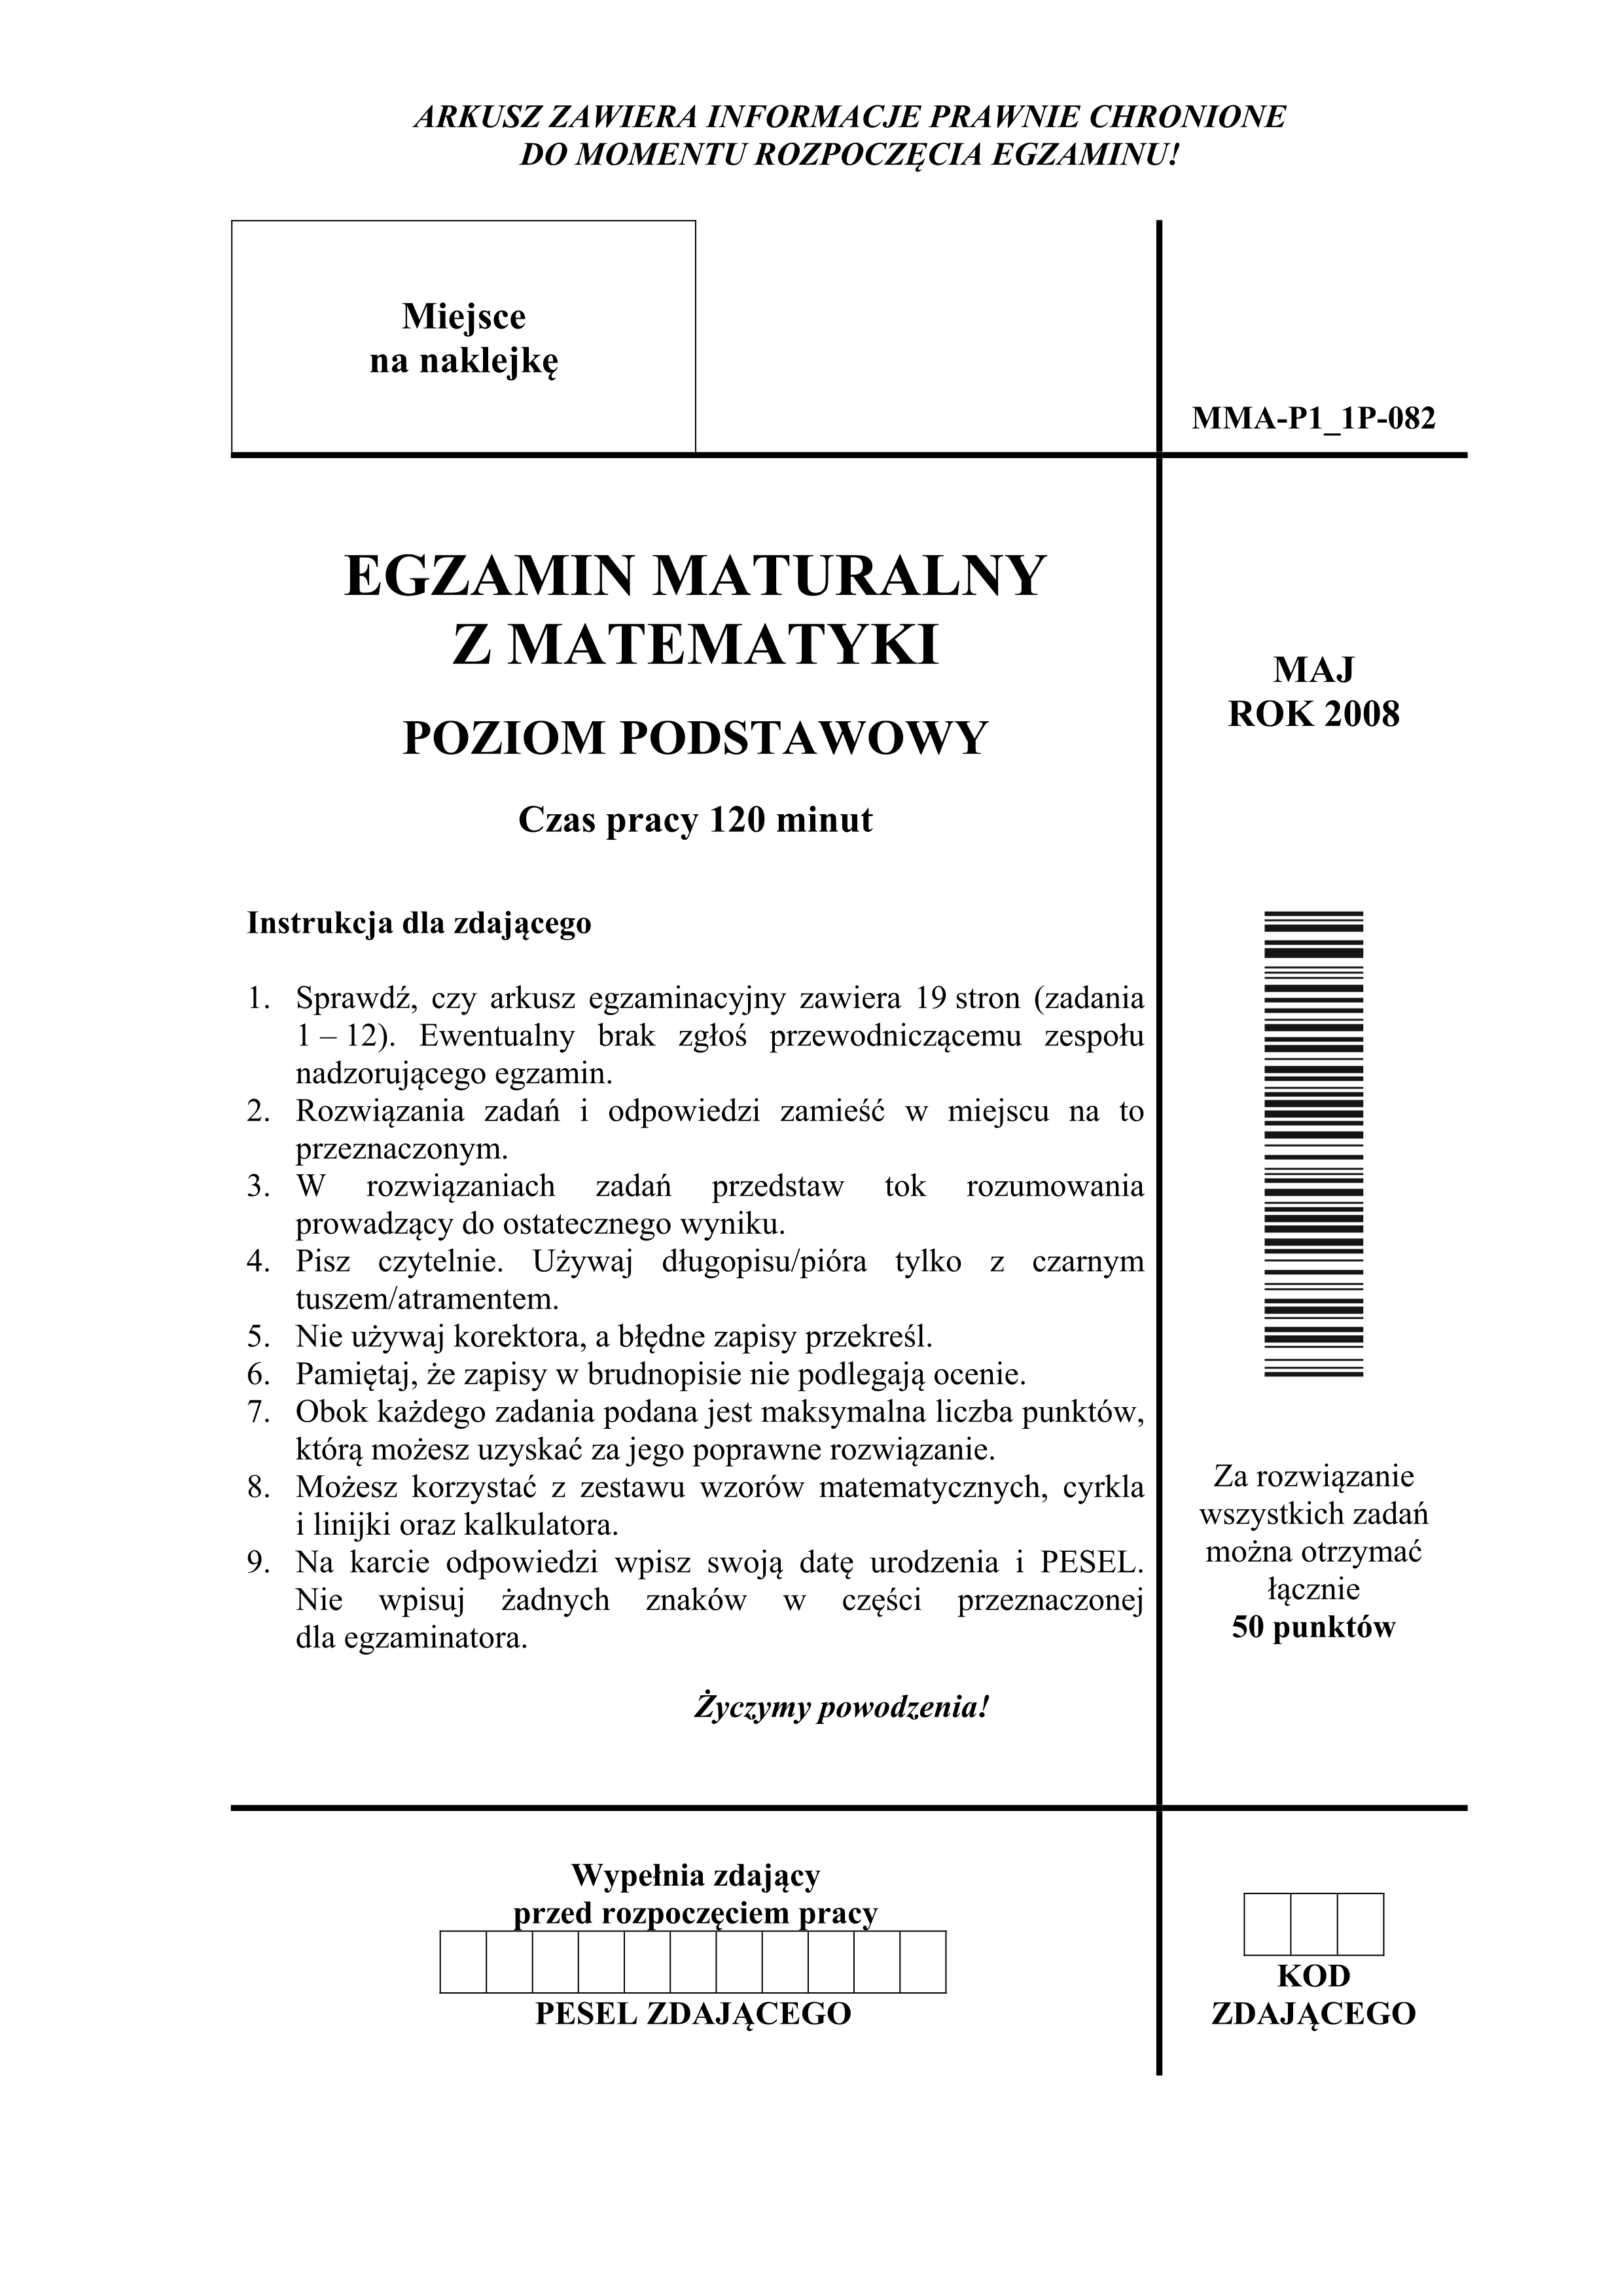 ARKUSZ ZAWIERA INFORMACJE PRAWNIE CHRONIONE
DO MOMENTU ROZPOCZĘCIA EGZAMINU!
Miejsce
na naklejkę
MMA-P1_1P-082
EGZAMIN MATURALNY
Z MATEMATYKI
POZIOM PODSTAWOWY
Czas pracy 120 minut
MAJ
ROK 2008
Instrukcja dla zdającego
1. Sprawdź, czy arkusz egzaminacyjny zawiera 19 stron (zadania
1 – 12). Ewentualny brak zgłoś przewodniczącemu zespołu
nadzorującego egzamin.
2. Rozwiązania zadań i odpowiedzi zamieść w miejscu na to
przeznaczonym.
3. W rozwiązaniach zadań przedstaw tok rozumowania
prowadzący do ostatecznego wyniku.
4. Pisz czytelnie. Używaj długopisu/pióra tylko z czarnym
tuszem/atramentem.
5. Nie używaj korektora, a błędne zapisy przekreśl.
6. Pamiętaj, że zapisy w brudnopisie nie podlegają ocenie.
7. Obok każdego zadania podana jest maksymalna liczba punktów,
którą możesz uzyskać za jego poprawne rozwiązanie.
8. Możesz korzystać z zestawu wzorów matematycznych, cyrkla
i linijki oraz kalkulatora.
9. Na karcie odpowiedzi wpisz swoją datę urodzenia i PESEL.
Nie wpisuj żadnych znaków w części przeznaczonej
dla egzaminatora.
Życzymy powodzenia!
Za rozwiązanie
wszystkich zadań
można otrzymać
łącznie
50 punktów
Wypełnia zdający
przed rozpoczęciem pracy
PESEL ZDAJĄCEGO
KOD
ZDAJĄCEGO